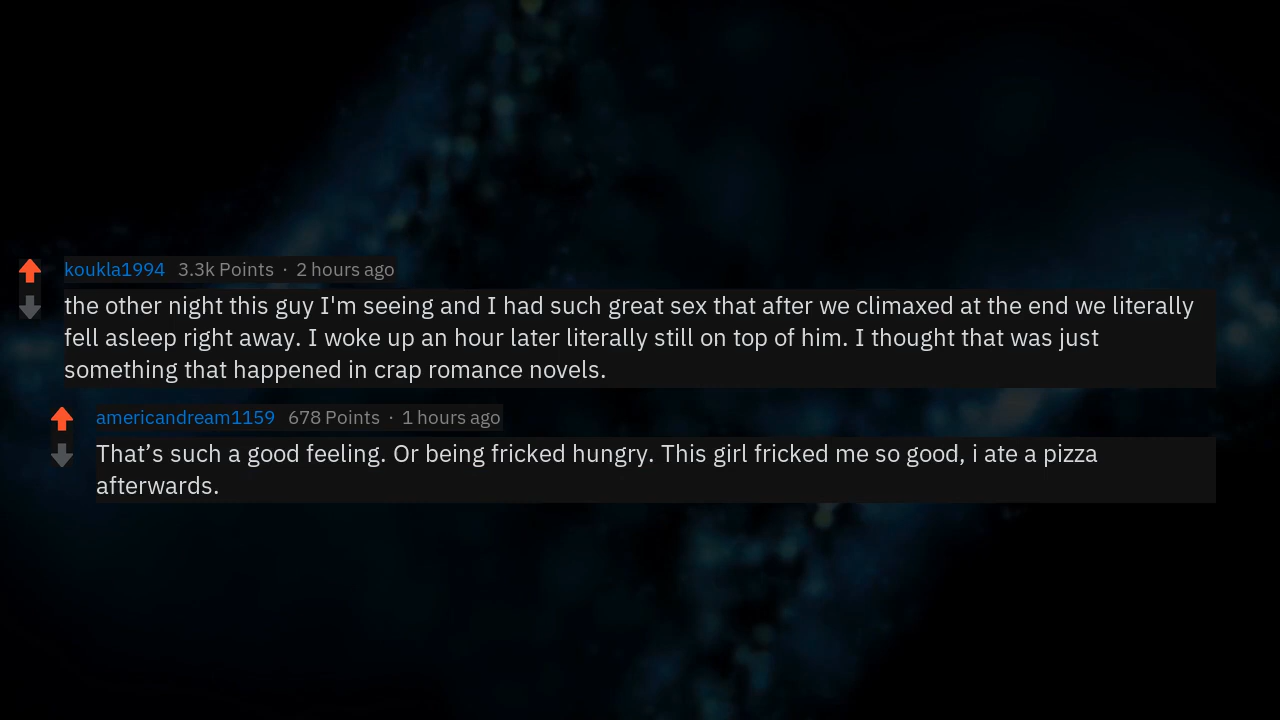 koukla1994 3.3k Points · 2 hours ago
the other night this guy I'm seeing and I had such great sex that after we climaxed at the end we literally
fell asleep right away. I woke up an hour later literally still on top of him. I thought that was just
something that happened in crap romance novels.
americandream1159 678 Points · 1 hours ago
That’s such a good feeling. Or being fricked hungry. This girl fricked me so good, i ate a pizza
afterwards.